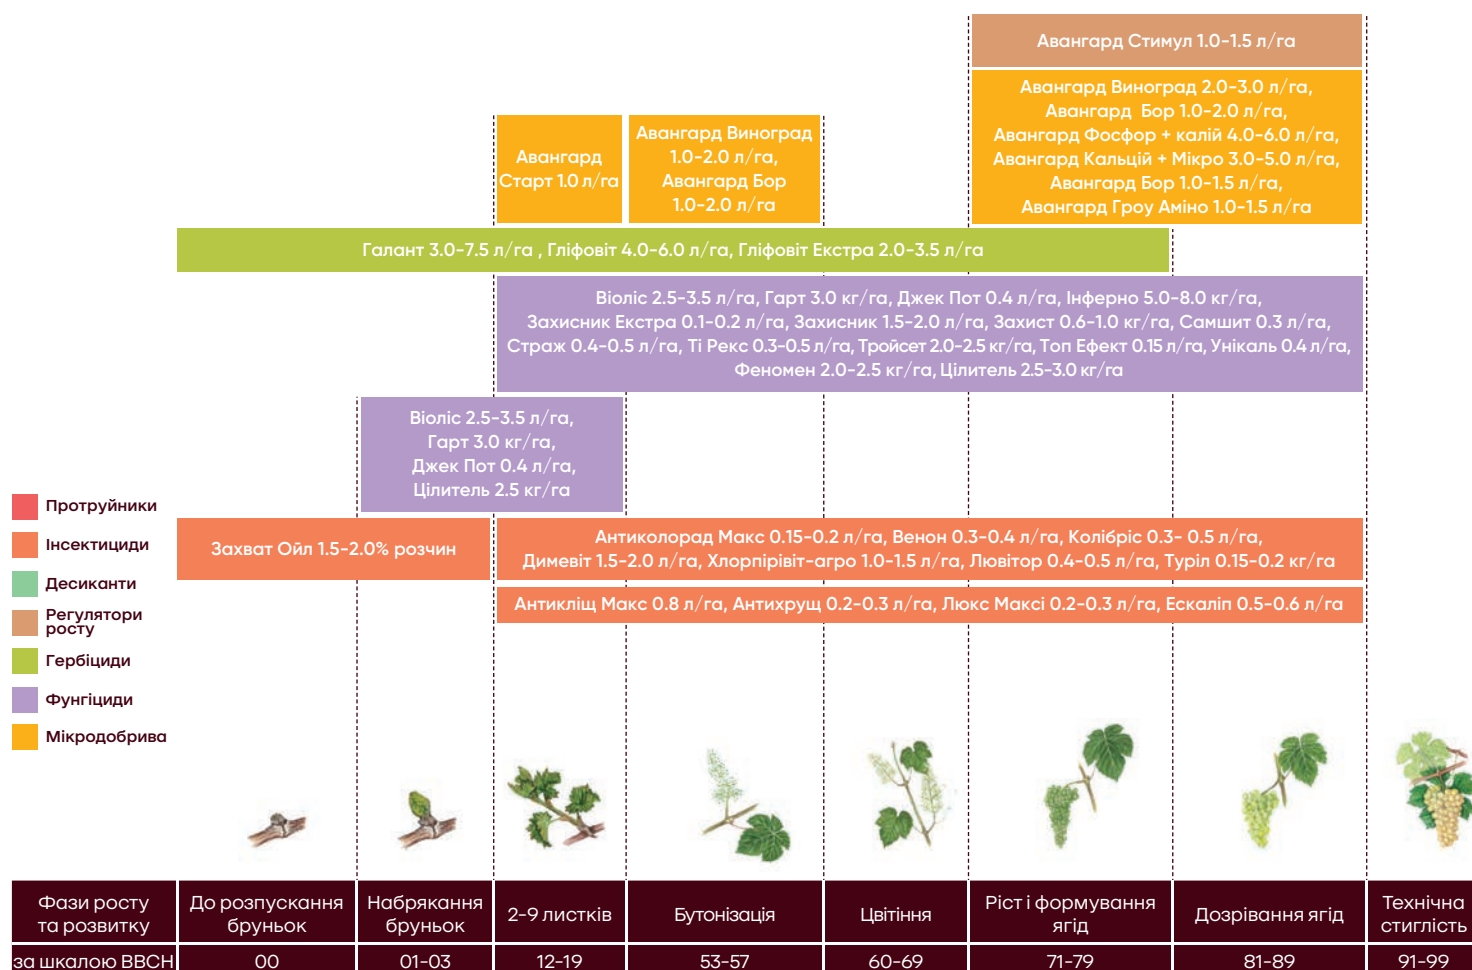 Авангард Стимул 1.0-1.5 л/га
Авангард Виноград 2.0-3.0 л/га,
Авангард Бор 1.0-2.0 л/га,
Авангард Фосфор + калій 4.0-6.0 л/га,
Авангард Кальцій + Мікро 3.0-5.0 л/га,
Авангард Бор 1.0-1.5 л/га,
Авангард Гроу Аміно 1.0-1.5 л/га
Авангард
Старт 1.0 л/га
Авангард Виноград
1.0-2.0 л/га,
Авангард Бор
1.0-2.0 л/га
Галант 3.0-7.5 л/га , Гліфовіт 4.0-6.0 л/га, Гліфовіт Екстра 2.0-3.5 л/га
Віоліс 2.5-3.5 л/га, Гарт 3.0 кг/га, Джек Пот 0.4 л/га, Інферно 5.0-8.0 кг/га,
Захисник Екстра 0.1-0.2 л/га, Захисник 1.5-2.0 л/га, Захист 0.6-1.0 кг/га, Самшит 0.3 л/га,
Страж 0.4-0.5 л/га, Ті Рекс 0.3-0.5 л/га, Тройсет 2.0-2.5 кг/га, Топ Ефект 0.15 л/га, Унікаль 0.4 л/га,
Феномен 2.0-2.5 кг/га, Цілитель 2.5-3.0 кг/га
Віоліс 2.5-3.5 л/га,
Гарт 3.0 кг/га,
Джек Пот 0.4 л/га,
Цілитель 2.5 кг/га
Захват Ойл 1.5-2.0% розчин
Антиколорад Макс 0.15-0.2 л/га, Венон 0.3-0.4 л/га, Колібріс 0.3- 0.5 л/га,
Димевіт 1.5-2.0 л/га, Хлорпірівіт-агро 1.0-1.5 л/га, Лювітор 0.4-0.5 л/га, Туріл 0.15-0.2 кг/га
Антикліщ Макс 0.8 л/га, Антихрущ 0.2-0.3 л/га, Люкс Максі 0.2-0.3 л/га, Ескаліп 0.5-0.6 л/га
Протруйники
Інсектициди
Десиканти
Регулятори
росту
Гербіциди
Фунгіциди
Мікродобрива
Фази росту
та розвитку
До розпускання
бруньок
Набрякання
бруньок
2-9 листків
Бутонізація
Цвітіння
Ріст і формування
ягід
Дозрівання ягід
Технічна
стиглість
за шкалою ВВСН
00
01-03
12-19
53-57
60-69
71-79
81-89
91-99